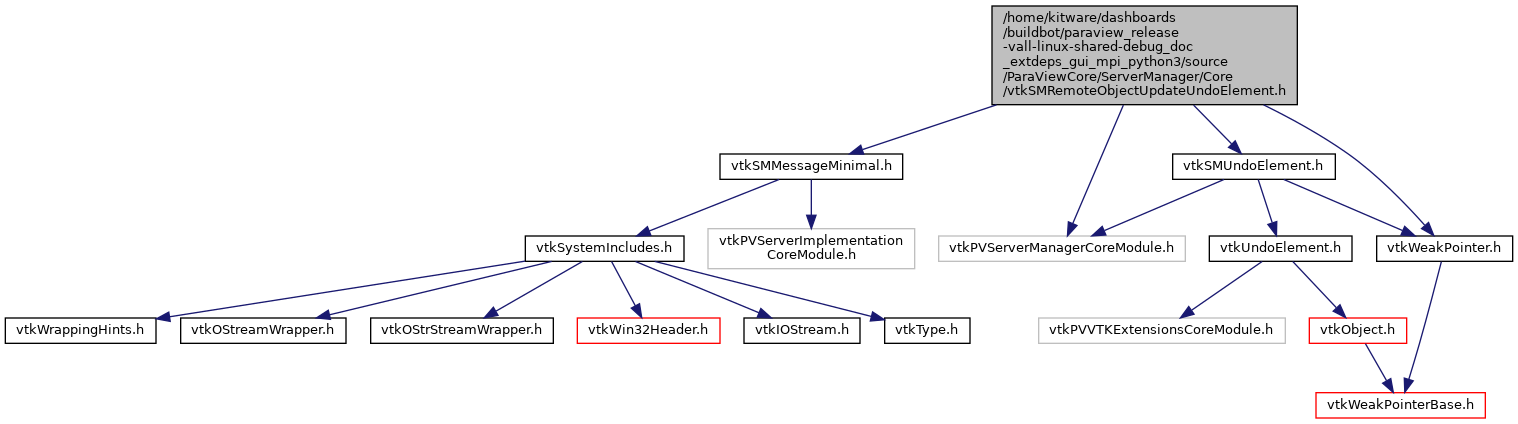 /home/kitware/dashboards
/buildbot/paraview_release
-vall-linux-shared-debug_doc
_extdeps_gui_mpi_python3/source
/ParaViewCore/ServerManager/Core
/vtkSMRemoteObjectUpdateUndoElement.h
vtkSMMessageMinimal.h
vtkSMUndoElement.h
vtkSystemIncludes.h
vtkPVServerImplementation
CoreModule.h
vtkPVServerManagerCoreModule.h
vtkUndoElement.h
vtkWeakPointer.h
vtkWrappingHints.h
vtkOStreamWrapper.h
vtkOStrStreamWrapper.h
vtkWin32Header.h
vtkIOStream.h
vtkType.h
vtkPVVTKExtensionsCoreModule.h
vtkObject.h
vtkWeakPointerBase.h